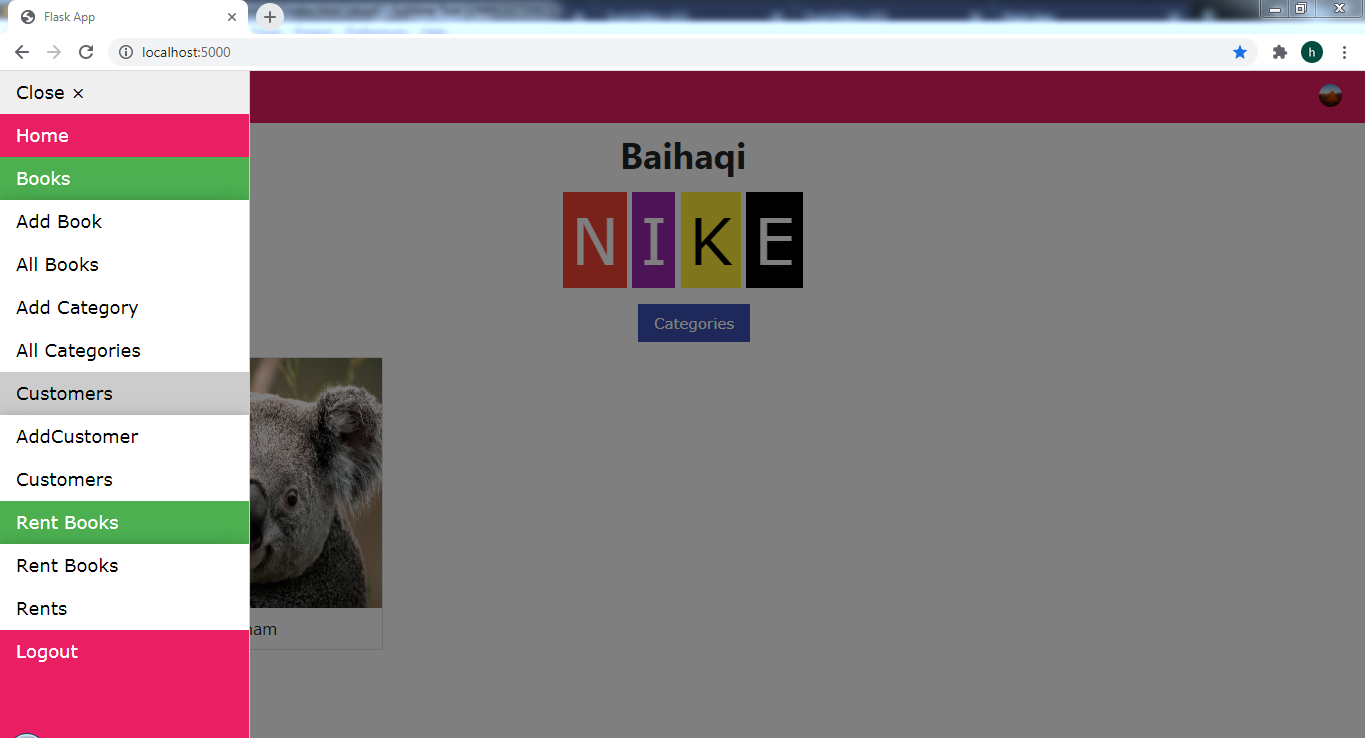 Flask App
localhost:5000
h
Close ×
Home
Books
Add Book
All Books
Add Category
All Categories
Customers
AddCustomer
Customers
Rent Books
Rent Books
Rents
Logout
Baihaqi
NIKE
Categories